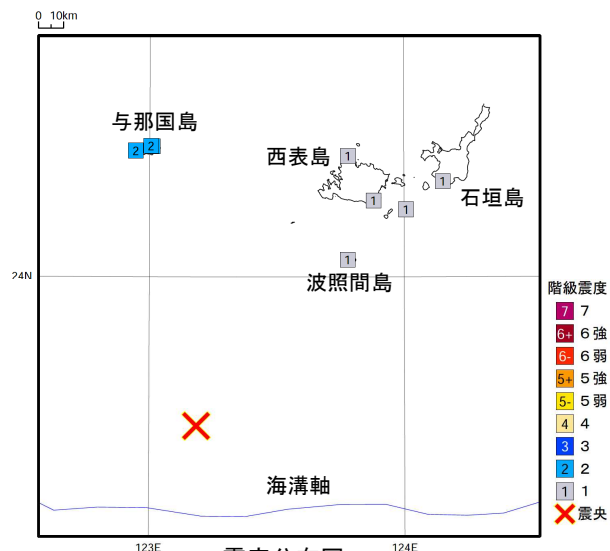 0 10km
与那国島
2 2
西表島
1
1
1
1
石垣島
24N
1
波照間島
海溝軸
123E
124E
階級震度
7 7
6+ 6強
6- 6弱
5+ 5強
5- 5弱
4 4
3 3
2 2
1 1
震央